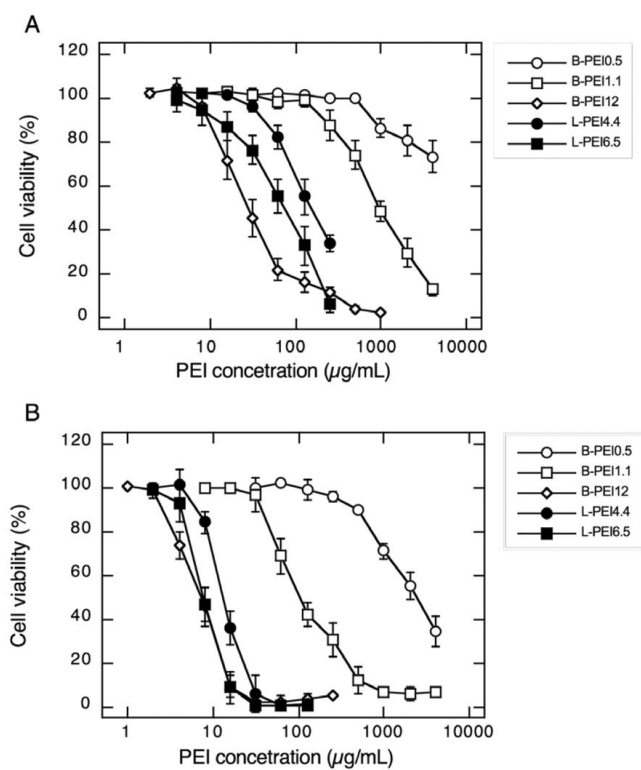 A
120
100
80
60
40
20
0
Cell viability (%)
1
10
100
1000
10000
PEI concetration (µg/mL)
B-PEI0.5
B-PEI1.1
B-PEI12
L-PEI4.4
L-PEI6.5
B
120
100
80
60
40
20
0
Cell viability (%)
1
10
100
1000
10000
PEI concetration (µg/mL)
B-PEI0.5
B-PEI1.1
B-PEI12
L-PEI4.4
L-PEI6.5